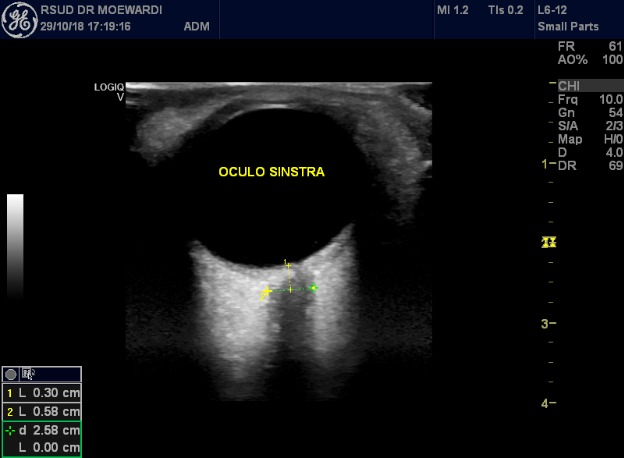 RSUD DR MOEWARDI
29/10/18 17:19:16 ADM
MI 1.2 TIs 0.2
L6-12
Small Parts
FR 61
AO% 100
CHI
Frq 10.0
Gn 54
S/A 2/3
Map H/0
D 4.0
DR 69
LOGIQ
V
OCULO SINSTRA
1
3
4
1
1 L 0.30 cm
2 L 0.58 cm
d 2.58 cm
L 0.00 cm